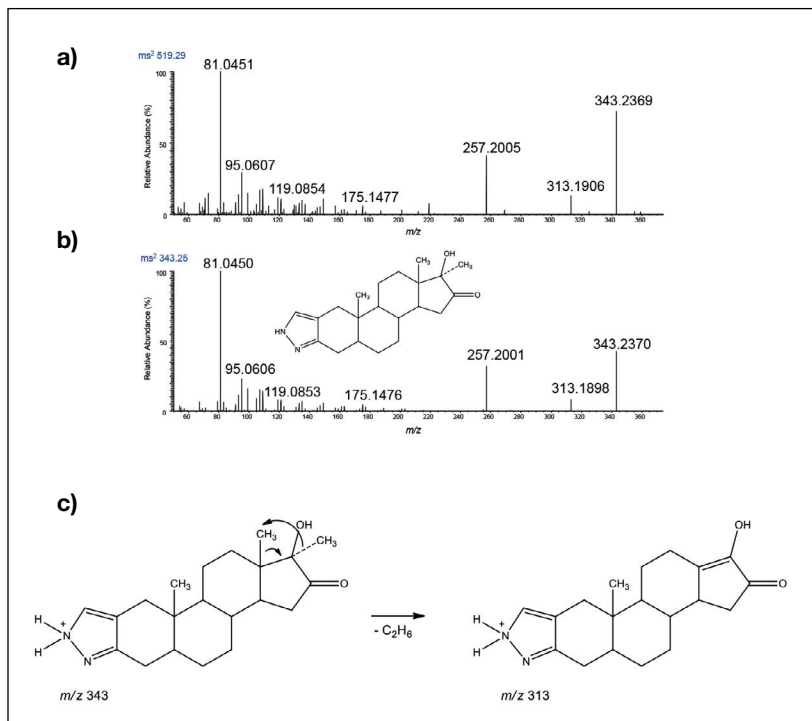 a)
ms² 519.29
81.0451
343.2369
257.2005
95.0607
119.0854
175.1477
313.1906
Relative Abundance (%)
100
50
0
60 80 100 120 140 160 180 200 220 240 260 280 300 320 340 360
m/z
b)
ms² 343.25
81.0450
OH
CH₃
CH₃
CH₃
O
HN
N
343.2370
257.2001
95.0606
119.0853
175.1476
313.1898
Relative Abundance (%)
100
50
0
60 80 100 120 140 160 180 200 220 240 260 280 300 320 340 360
m/z
c)
OH
CH₃
CH₃
CH₃
O
H
N
+
H
N
m/z 343
- C₂H₆
OH
CH₃
O
H
N
+
H
N
m/z 313